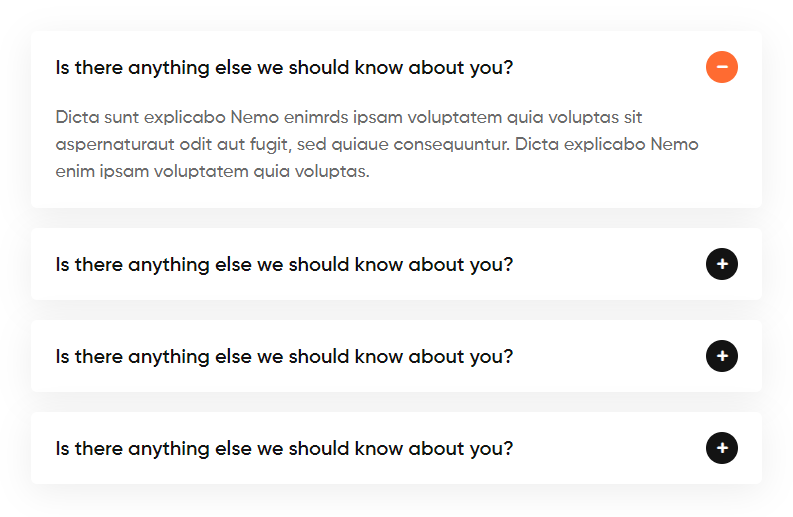 Is there anything else we should know about you?
Dicta sunt explicabo Nemo enimrds ipsam voluptatem quia voluptas sit
aspernaturaut odit aut fugit, sed quiaue consequuntur. Dicta explicabo Nemo
enim ipsam voluptatem quia voluptas.
Is there anything else we should know about you?
Is there anything else we should know about you?
Is there anything else we should know about you?